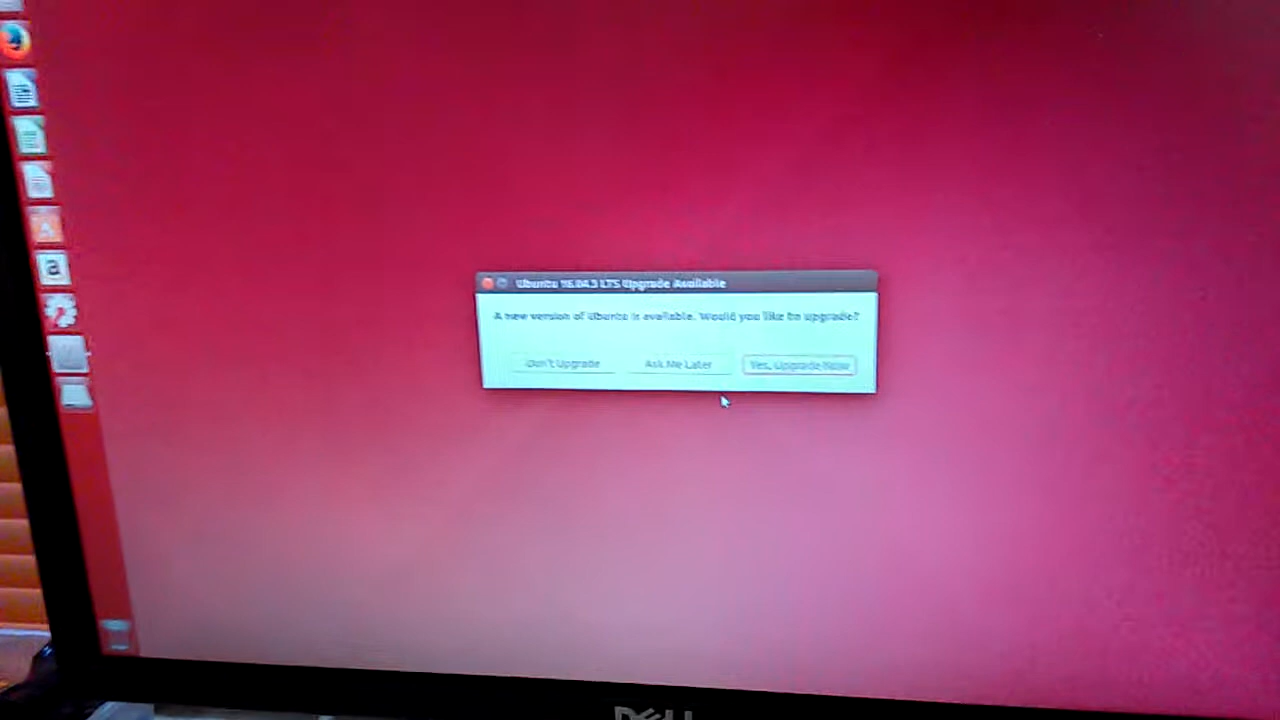 Ubuntu 16.04.3 LTS Upgrade Available
A new version of Ubuntu is available. Would you like to upgrade?
Don't Upgrade
Ask Me Later
Yes, Upgrade Now
a
DELL